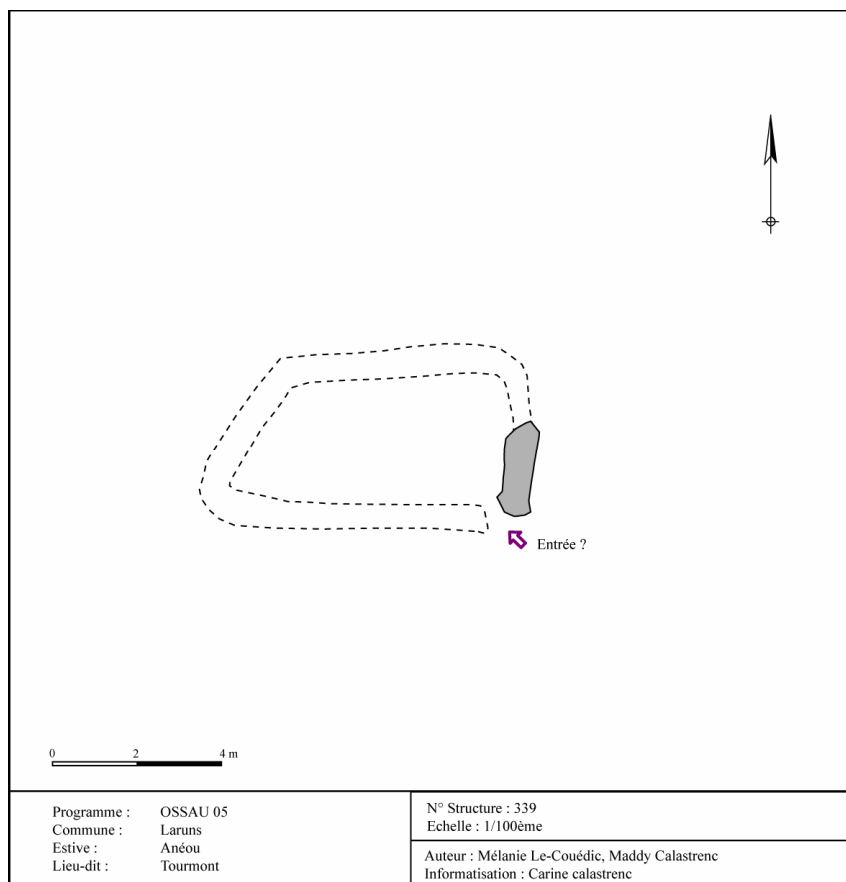 Entrée ?
0 2 4 m
Programme : OSSAU 05
Commune : Laruns
Estive : Anéou
Lieu-dit : Tourmont
N° Structure : 339
Echelle : 1/100ème
Auteur : Mélanie Le-Couédic, Maddy Calastrenc
Informatisation : Carine calastrenc